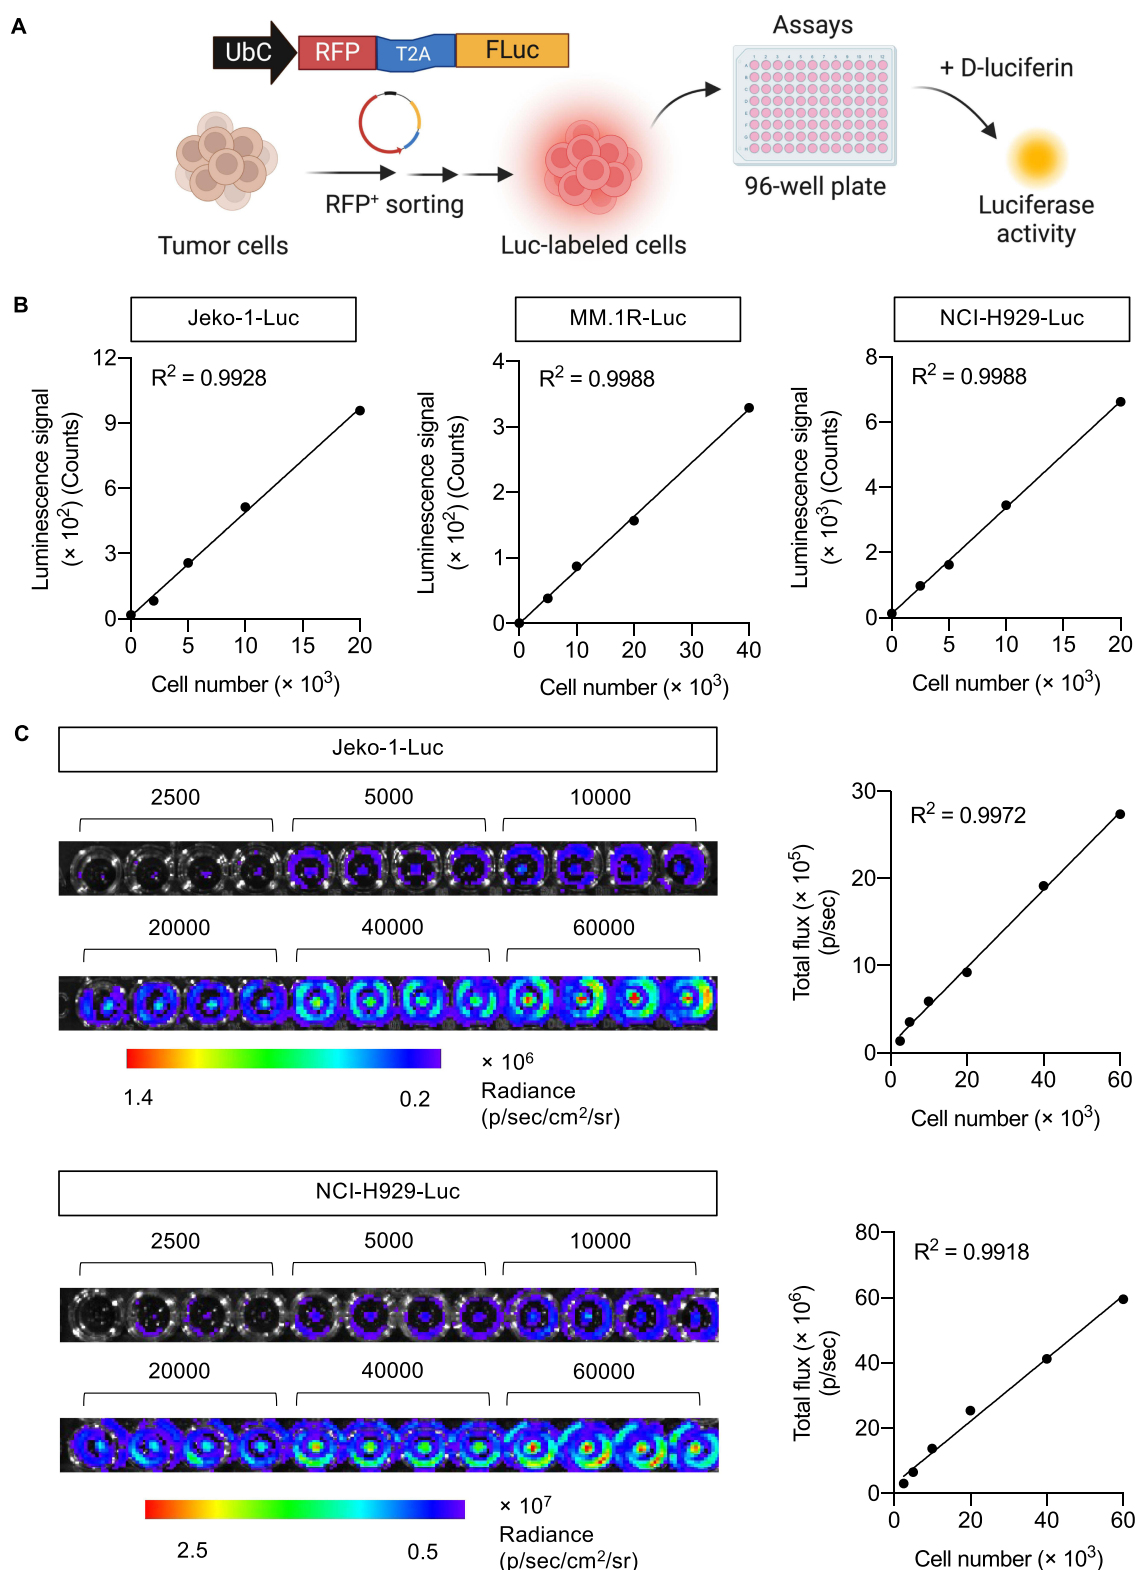 A
UbC RFP T2A FLuc
Assays
+ D-luciferin
RFP⁺ sorting
96-well plate
Tumor cells
Luc-labeled cells
Luciferase
activity
B
Jeko-1-Luc
R² = 0.9928
Luminescence signal
(× 10²) (Counts)
12
9
6
3
0
0 5 10 15 20
Cell number (× 10³)
MM.1R-Luc
R² = 0.9988
Luminescence signal
(× 10²) (Counts)
4
3
2
1
0
0 10 20 30 40
Cell number (× 10³)
NCI-H929-Luc
R² = 0.9988
Luminescence signal
(× 10³) (Counts)
8
6
4
2
0
0 5 10 15 20
Cell number (× 10³)
C
Jeko-1-Luc
2500 5000 10000
20000 40000 60000
1.4 0.2
× 10⁶
Radiance
(p/sec/cm²/sr)
R² = 0.9972
Total flux (× 10⁵)
(p/sec)
30
20
10
0
0 20 40 60
Cell number (× 10³)
NCI-H929-Luc
2500 5000 10000
20000 40000 60000
2.5 0.5
× 10⁷
Radiance
(p/sec/cm²/sr)
R² = 0.9918
Total flux (× 10⁶)
(p/sec)
80
60
40
20
0
0 20 40 60
Cell number (× 10³)